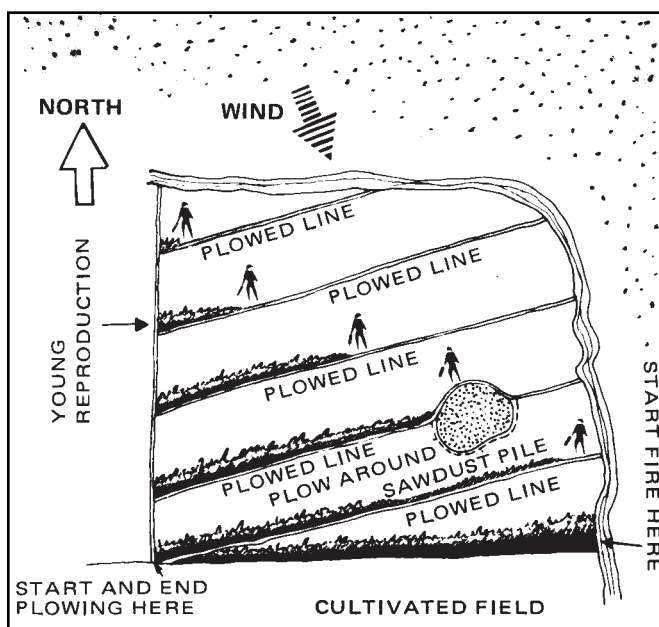 NORTH
WIND
PLOWED LINE
PLOWED LINE
YOUNG
REPRODUCTION
PLOWED LINE
START FIRE HERE
PLOWED LINE
PLOW AROUND
SAWDUST PILE
PLOWED LINE
START AND END
PLOWING HERE
CULTIVATED FIELD